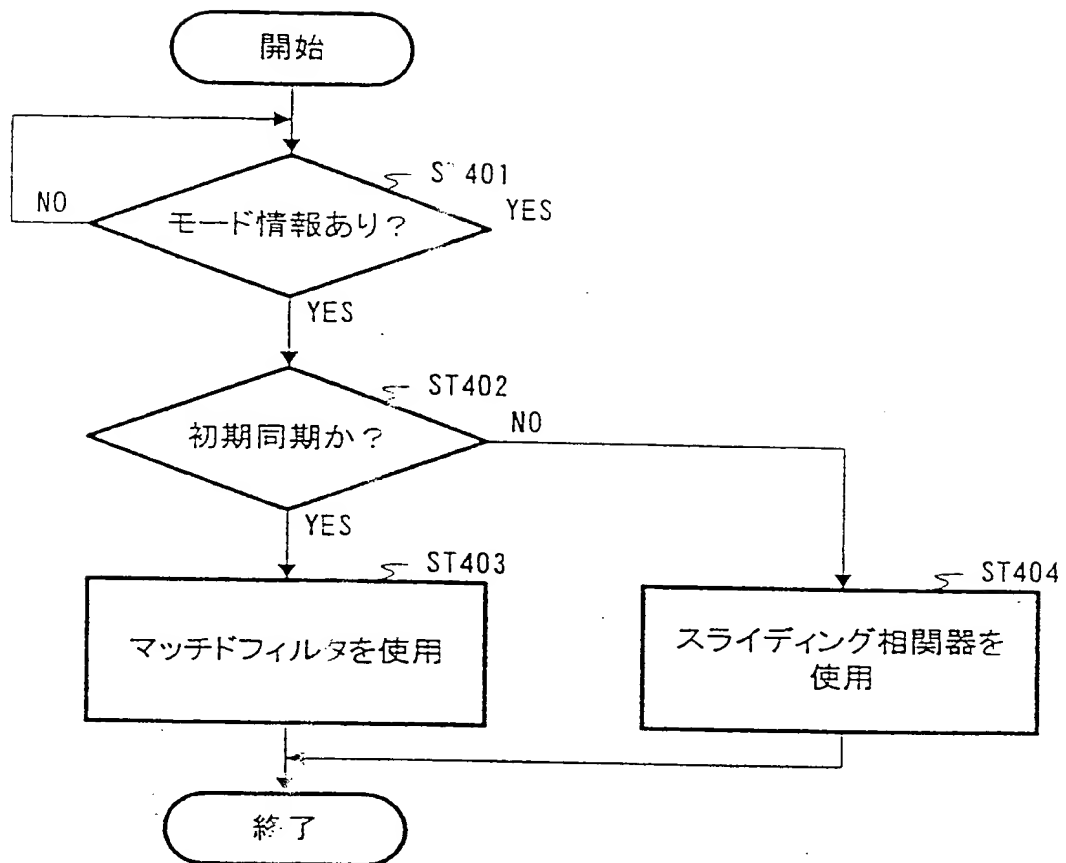 開始
S 401
NO
YES
モード情報あり?
YES
ST402
NO
初期同期か?
YES
ST403
ST404
マッチドフィルタを使用
スライディング相関器を
使用
終了